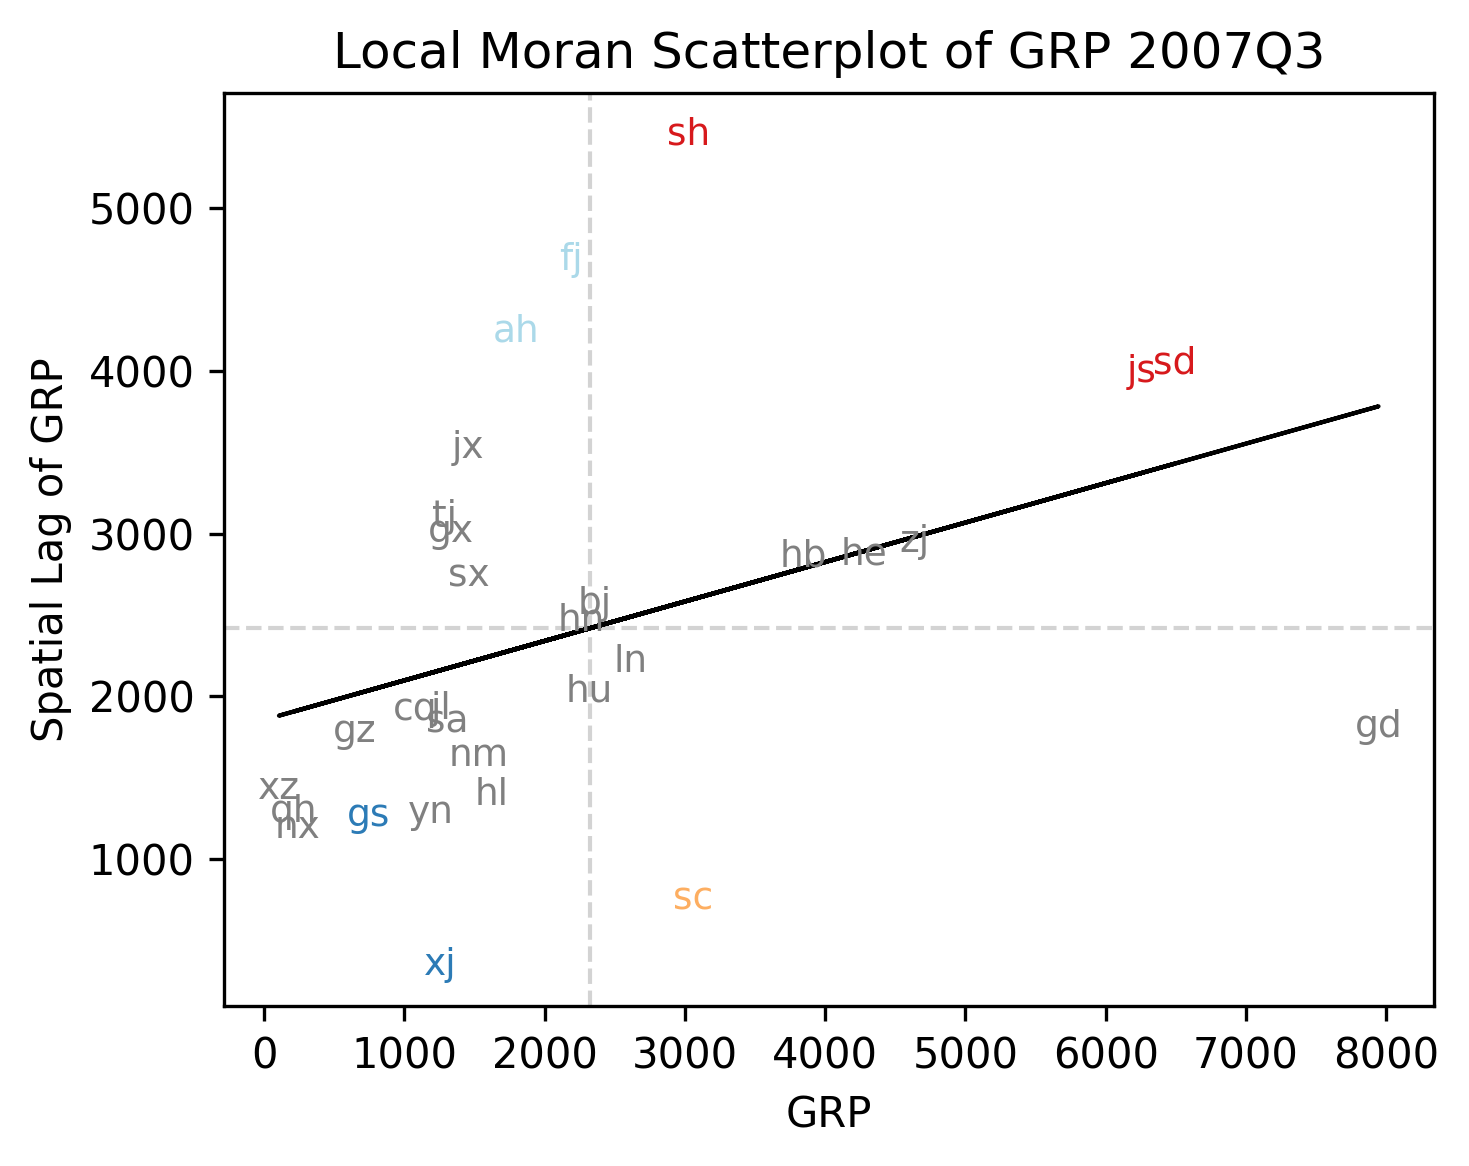 Local Moran Scatterplot of GRP 2007Q3
Spatial Lag of GRP
5000
4000
3000
2000
1000
sh
fj
ah
js
sd
jx
tj
gx
sx
zj
hb
he
bj
hn
ln
hu
cq
jl
sa
gz
gd
nm
xz
hl
qh
nx
gs
yn
sc
xj
0 1000 2000 3000 4000 5000 6000 7000 8000
GRP